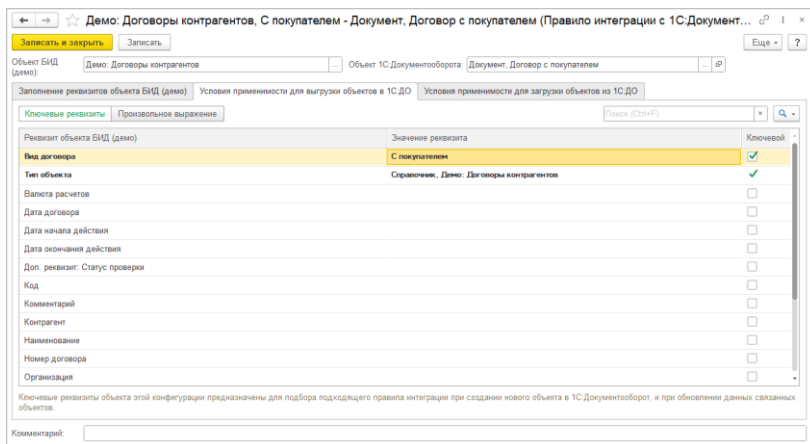 Демо: Договоры контрагентов, С покупателем - Документ, Договор с покупателем (Правило интеграции с 1С:Документ...
Записать и закрыть Записать Еще ?
Объект БИД (демо): Демо: Договоры контрагентов ... Объект 1С:Документооборота: Документ, Договор с покупателем ...
Заполнение реквизитов объекта БИД (демо) Условия применимости для выгрузки объектов в 1С:ДО Условия применимости для загрузки объектов из 1С:ДО
Ключевые реквизиты Произвольное выражение Поиск (Ctrl+F) ×
Реквизит объекта БИД (демо) Значение реквизита Ключевой
Вид договора С покупателем
Тип объекта Справочник, Демо: Договоры контрагентов
Валюта расчетов
Дата договора
Дата начала действия
Дата окончания действия
Доп. реквизит: Статус проверки
Код
Комментарий
Контрагент
Наименование
Номер договора
Организация
Ключевые реквизиты объекта этой конфигурации предназначены для подбора подходящего правила интеграции при создании нового объекта в 1С:Документооборот, и при обновлении данных связанных
объектов.
Комментарий: